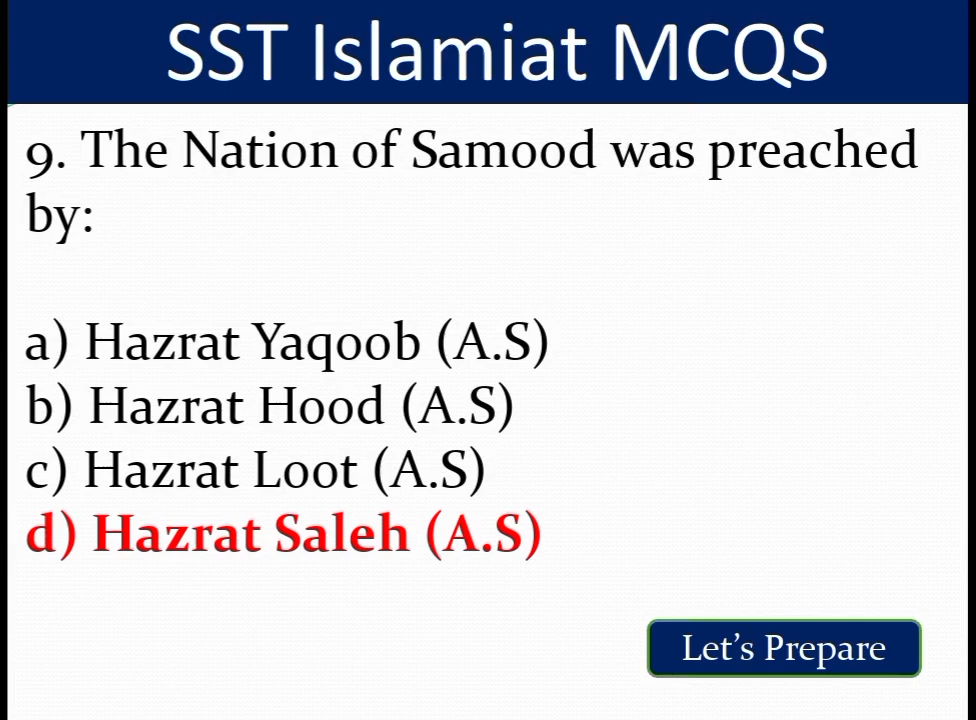 SST Islamiat MCQS
9. The Nation of Samood was preached
by:
a) Hazrat Yaqoob (A.S)
b) Hazrat Hood (A.S)
c) Hazrat Loot (A.S)
d) Hazrat Saleh (A.S)
Let’s Prepare